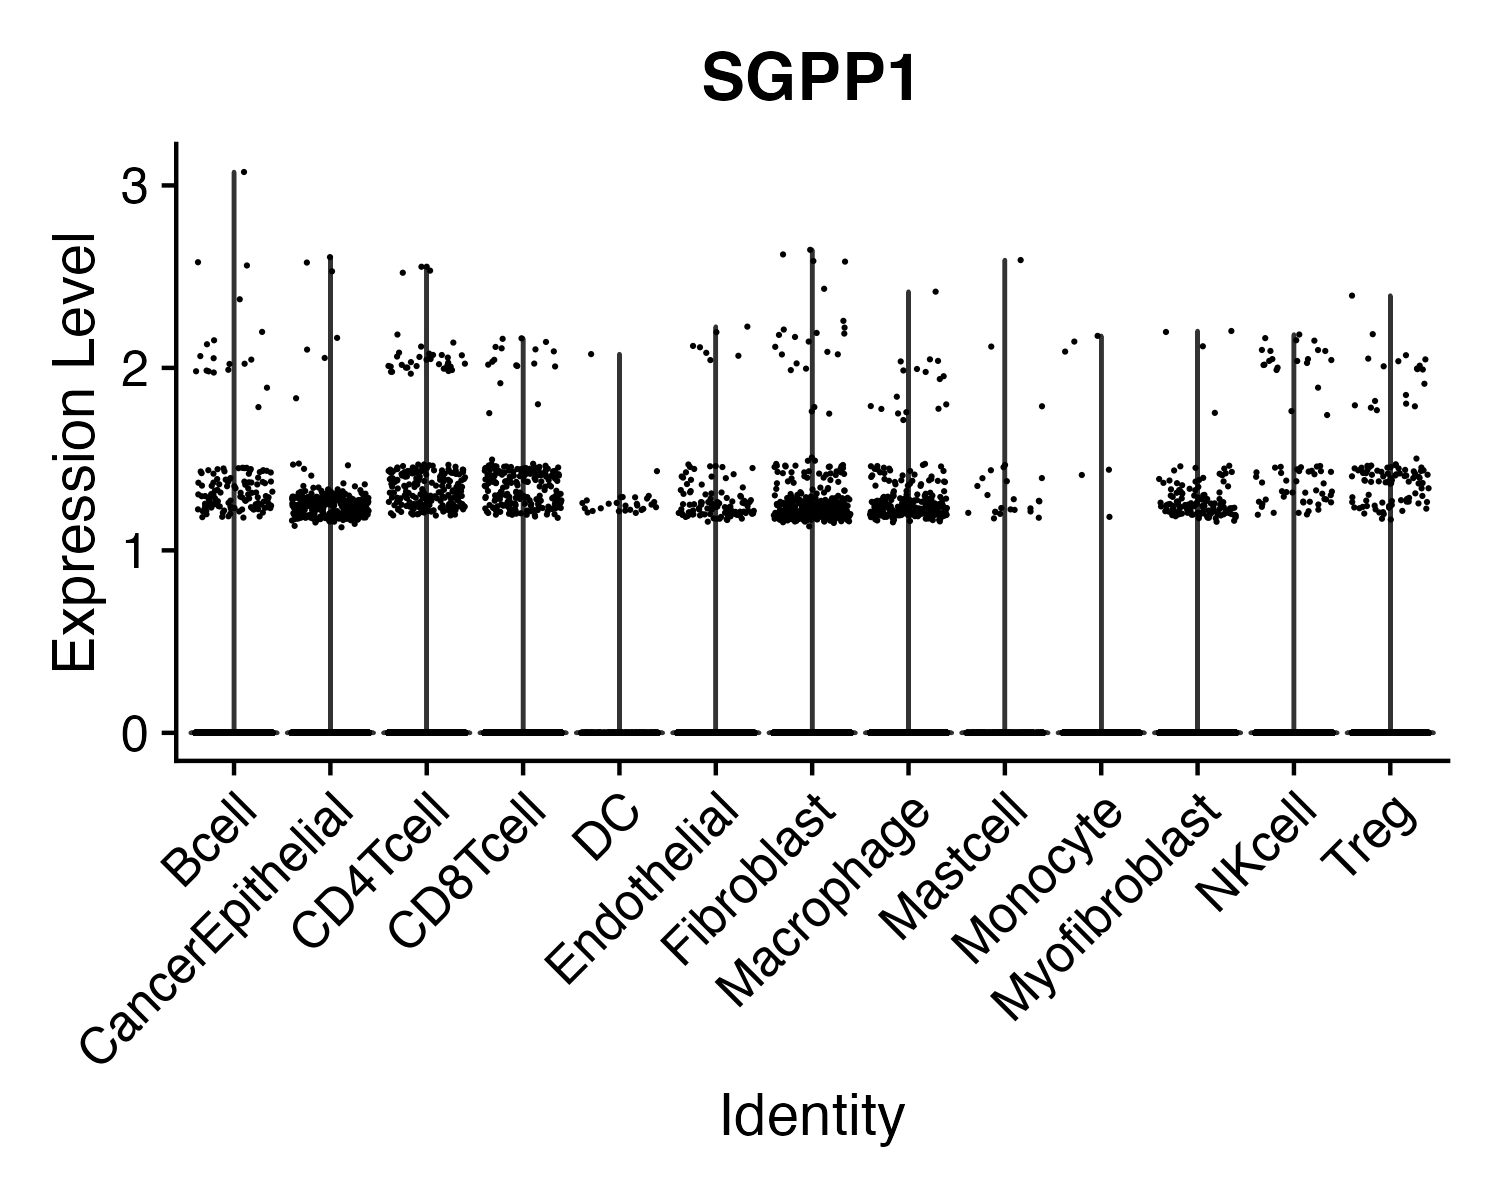 SGPP1
Expression Level
3
2
1
0
Bcell
CancerEpithelial
CD4Tcell
CD8Tcell
DC
Endothelial
Fibroblast
Macrophage
Mastcell
Monocyte
Myofibroblast
NKcell
Treg
Identity